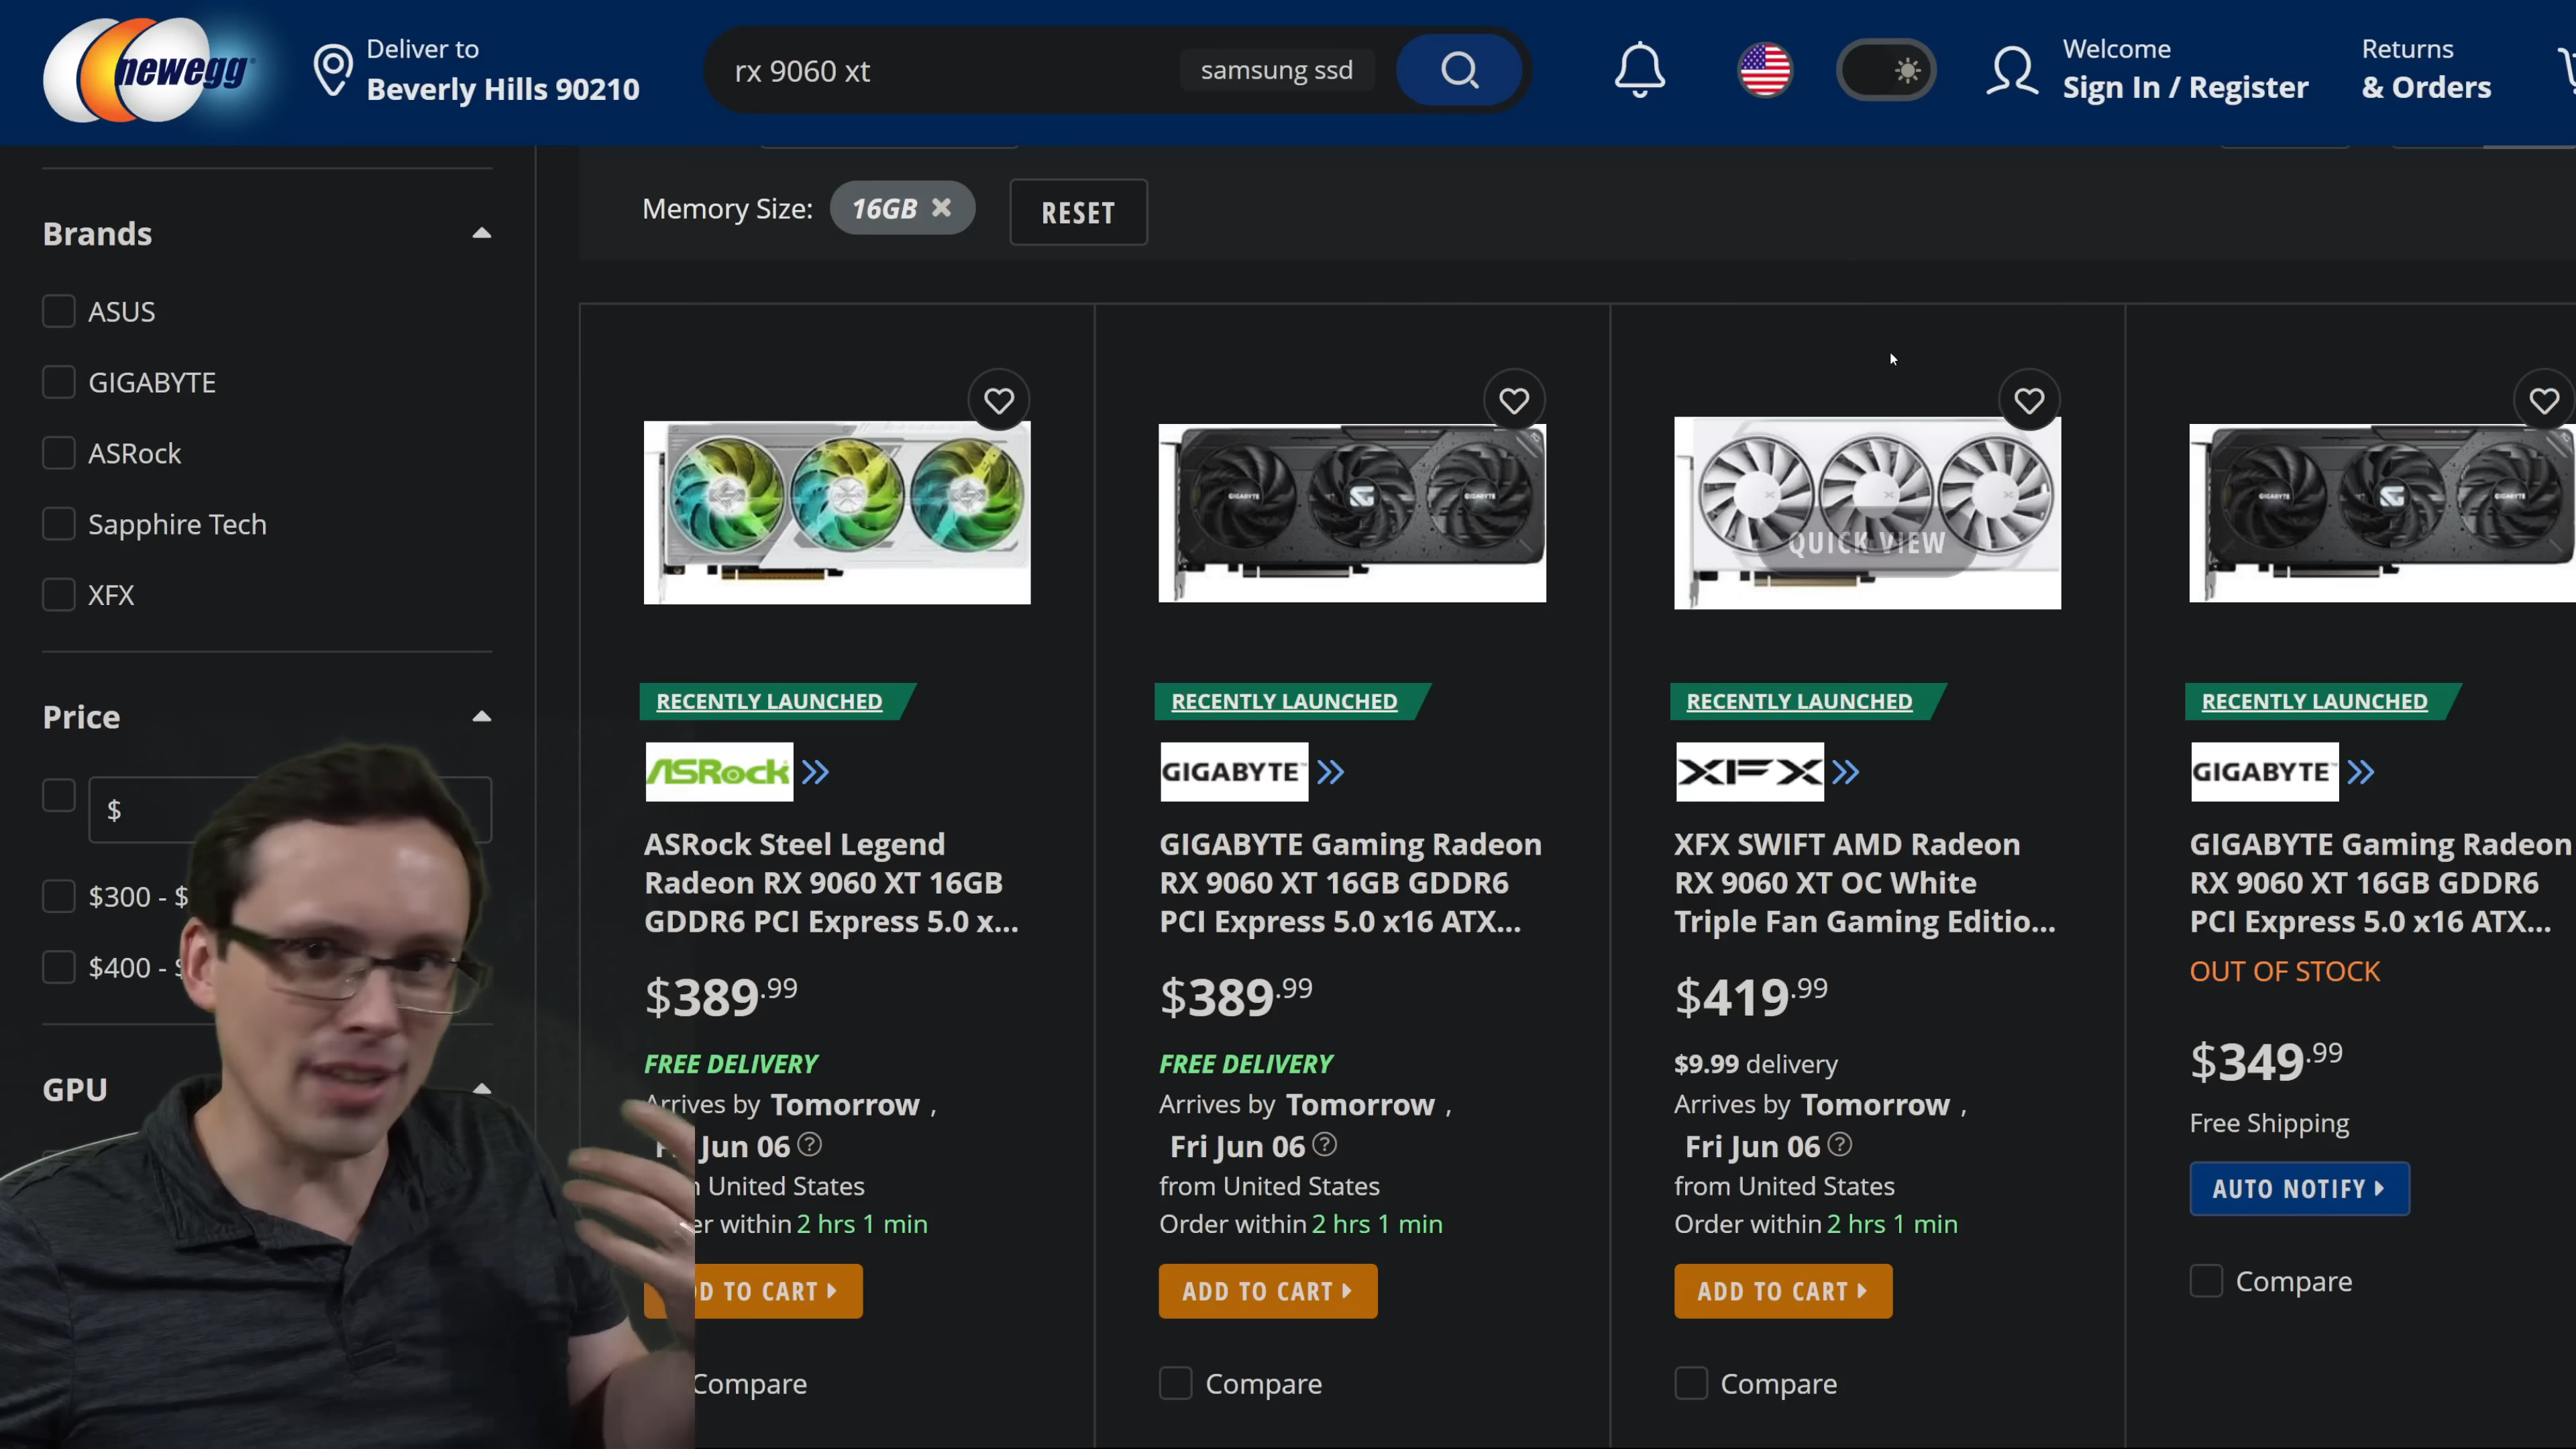 newegg
Deliver to
Beverly Hills 90210
rx 9060 xt
samsung ssd
Welcome
Sign In / Register
Returns
& Orders
Memory Size:
16GB
RESET
Brands
ASUS
GIGABYTE
ASRock
Sapphire Tech
XFX
Price
$
$300 - $
$400 -
GPU
QUICK VIEW
RECENTLY LAUNCHED
ASRock
ASRock Steel Legend
Radeon RX 9060 XT 16GB
GDDR6 PCI Express 5.0 x...
$389.99
FREE DELIVERY
Arrives by Tomorrow ,
Jun 06
United States
er within 2 hrs 1 min
D TO CART
Compare
RECENTLY LAUNCHED
GIGABYTE
GIGABYTE Gaming Radeon
RX 9060 XT 16GB GDDR6
PCI Express 5.0 x16 ATX...
$389.99
FREE DELIVERY
Arrives by Tomorrow ,
Fri Jun 06
from United States
Order within 2 hrs 1 min
ADD TO CART
Compare
RECENTLY LAUNCHED
XFX
XFX SWIFT AMD Radeon
RX 9060 XT OC White
Triple Fan Gaming Editio...
$419.99
$9.99 delivery
Arrives by Tomorrow ,
Fri Jun 06
from United States
Order within 2 hrs 1 min
ADD TO CART
Compare
RECENTLY LAUNCHED
GIGABYTE
GIGABYTE Gaming Radeon
RX 9060 XT 16GB GDDR6
PCI Express 5.0 x16 ATX...
OUT OF STOCK
$349.99
Free Shipping
AUTO NOTIFY
Compare